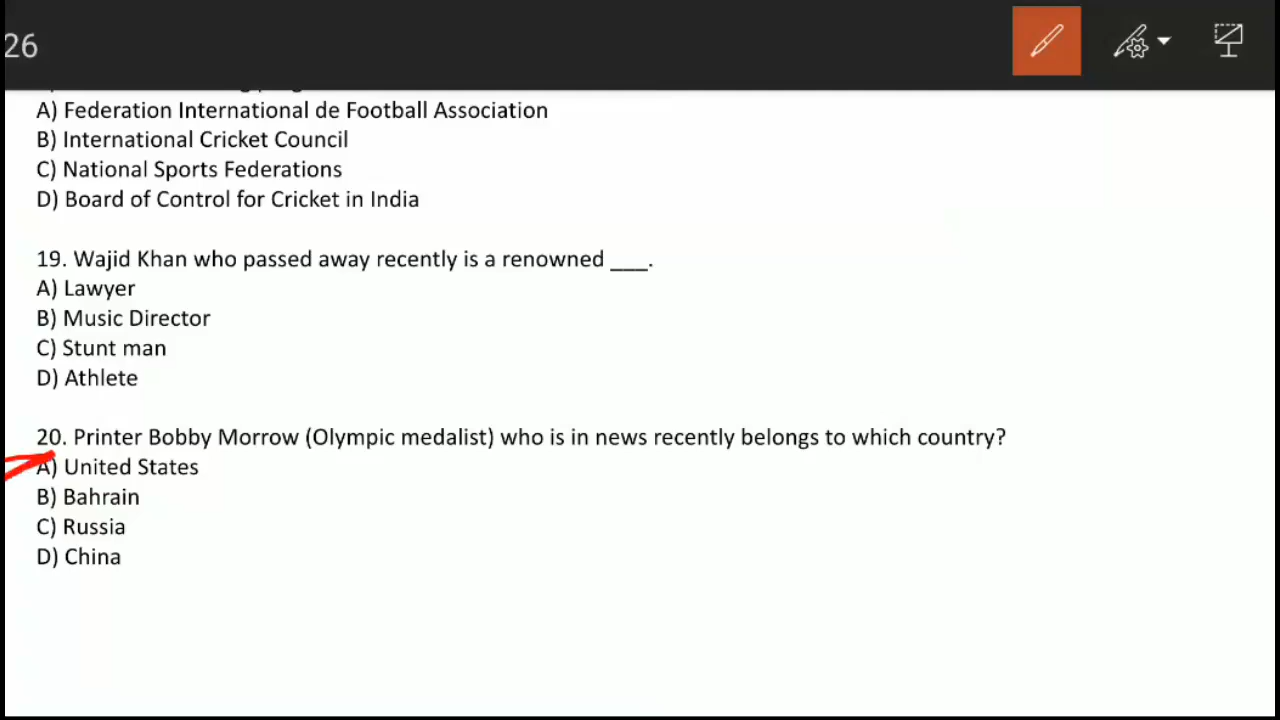 26
A) Federation International de Football Association
B) International Cricket Council
C) National Sports Federations
D) Board of Control for Cricket in India
19. Wajid Khan who passed away recently is a renowned ___.
A) Lawyer
B) Music Director
C) Stunt man
D) Athlete
20. Printer Bobby Morrow (Olympic medalist) who is in news recently belongs to which country?
A) United States
B) Bahrain
C) Russia
D) China